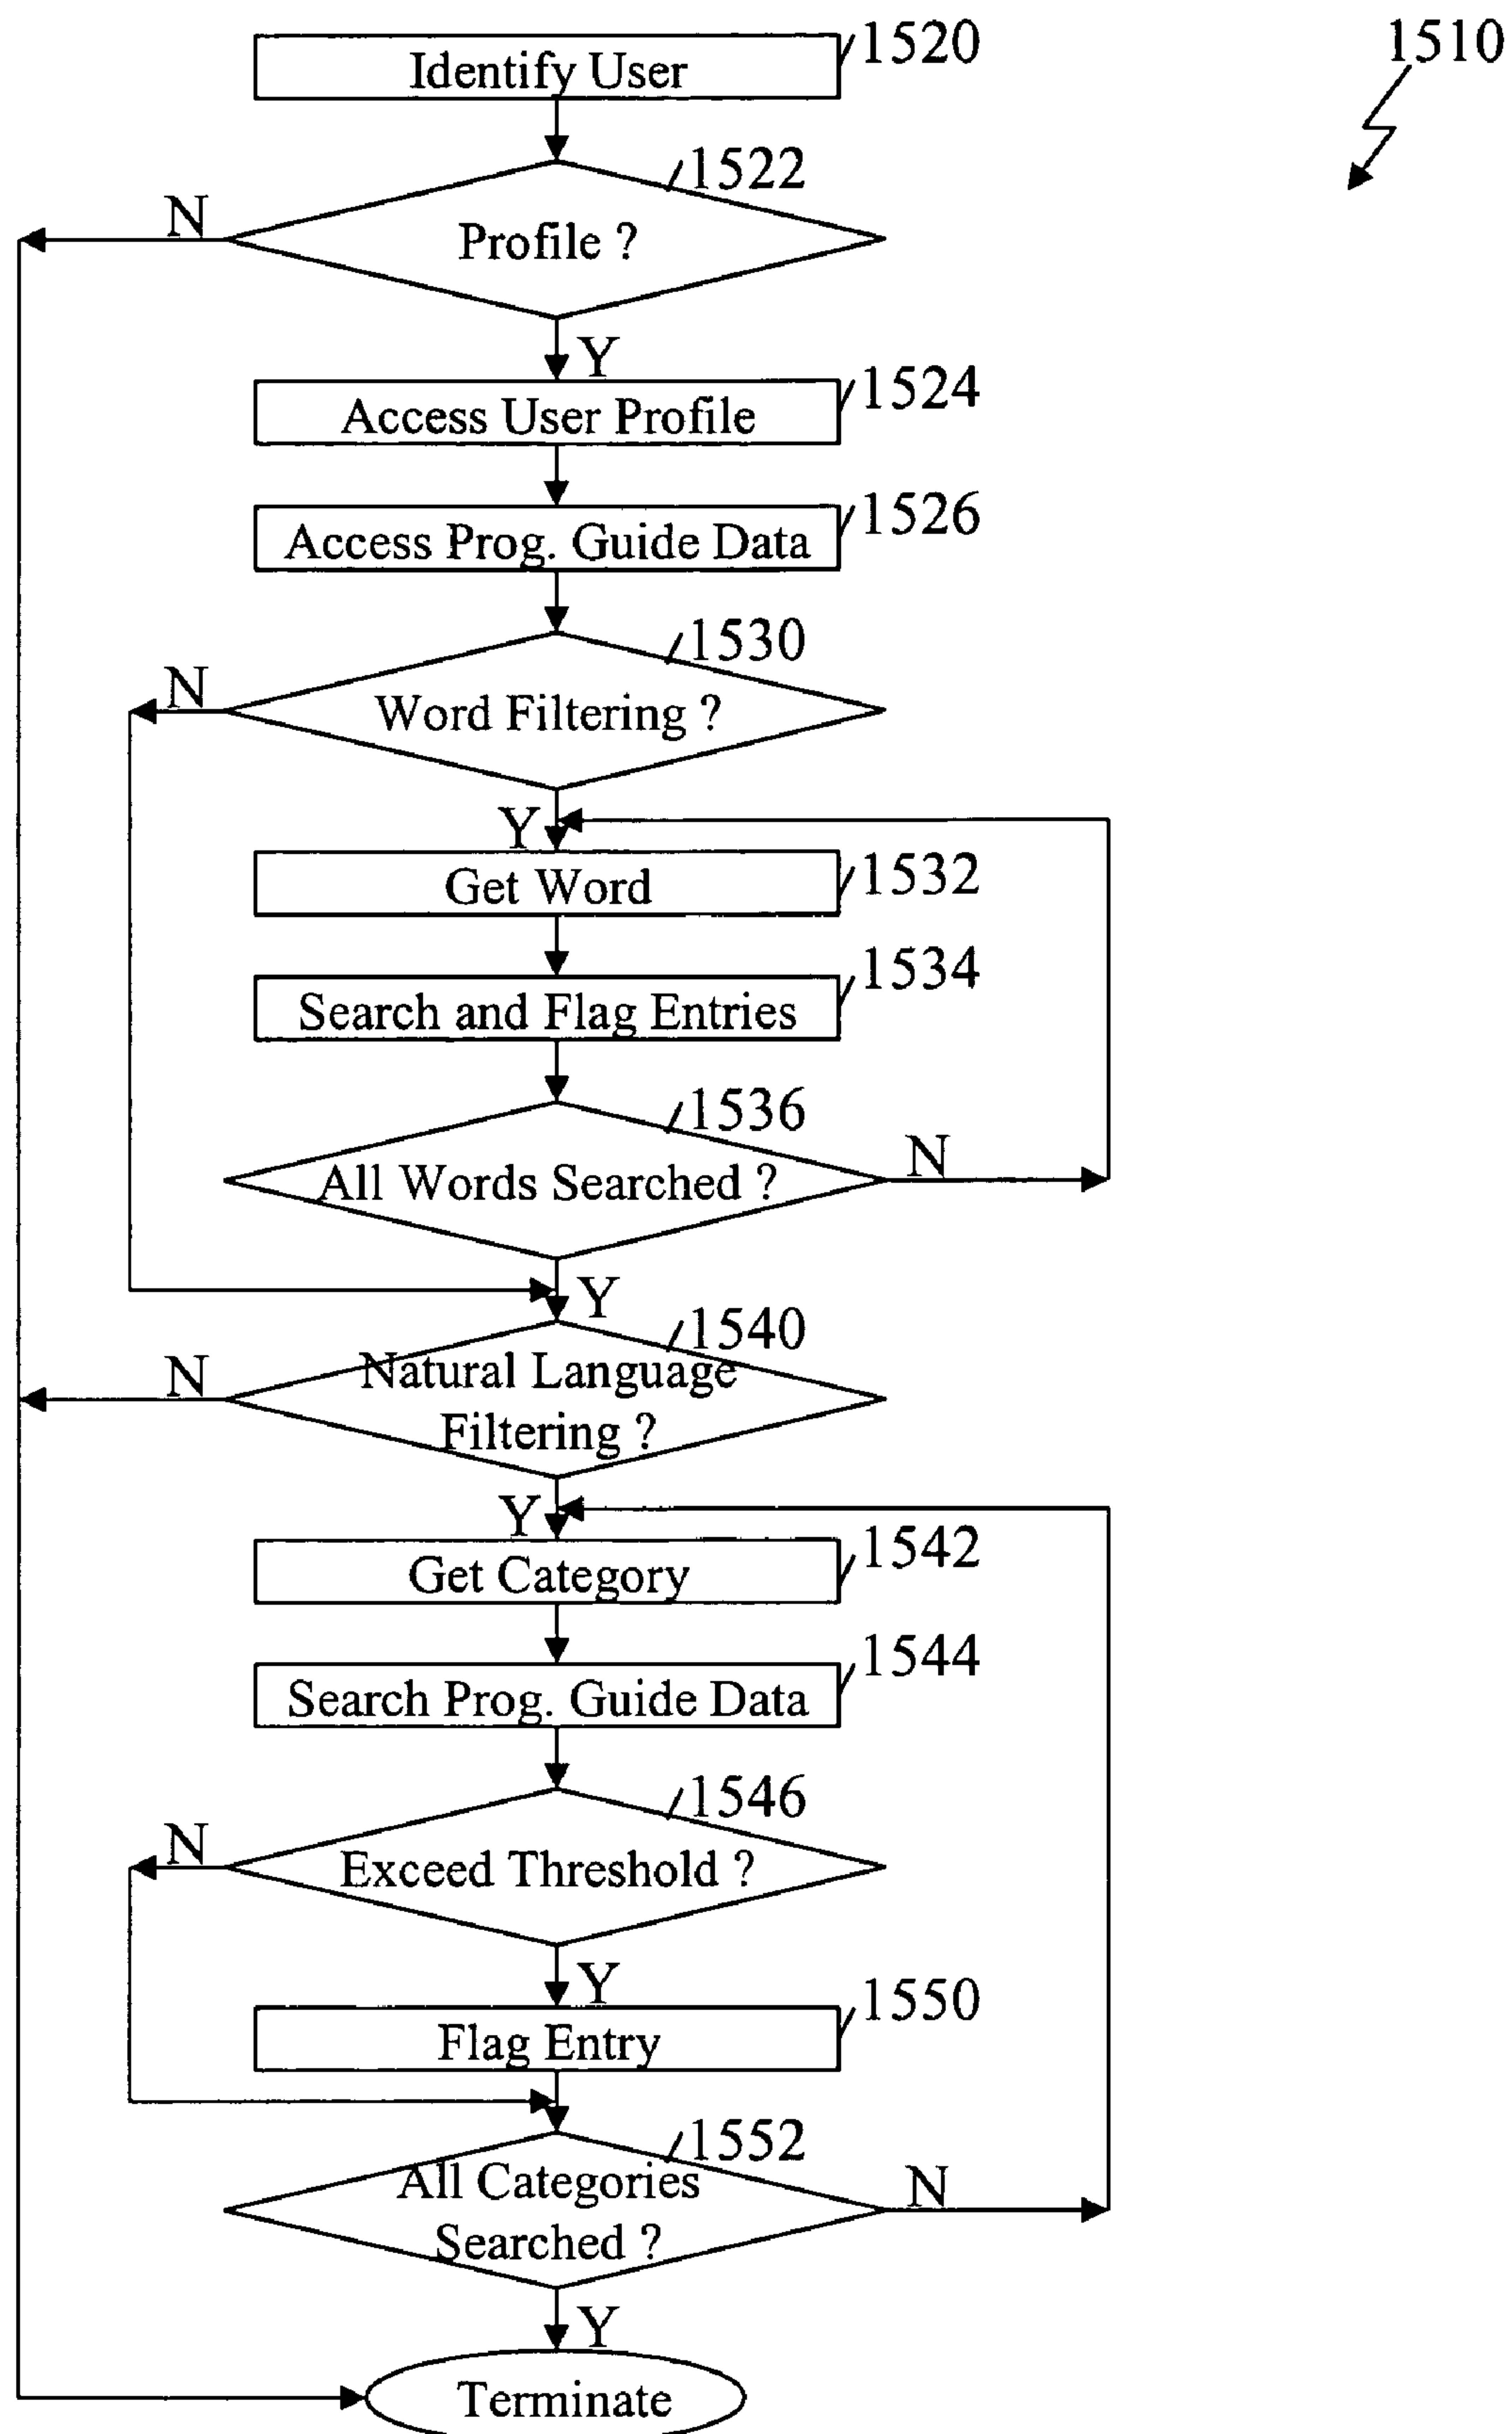 1520
1510
Identify User
1522
N
Profile ?
Y
1524
Access User Profile
1526
Access Prog. Guide Data
1530
N
Word Filtering ?
Y
1532
Get Word
1534
Search and Flag Entries
1536
N
All Words Searched ?
Y
1540
N
Natural Language
Filtering ?
Y
1542
Get Category
1544
Search Prog. Guide Data
1546
N
Exceed Threshold ?
Y
1550
Flag Entry
1552
All Categories
N
Searched ?
Y
Terminate